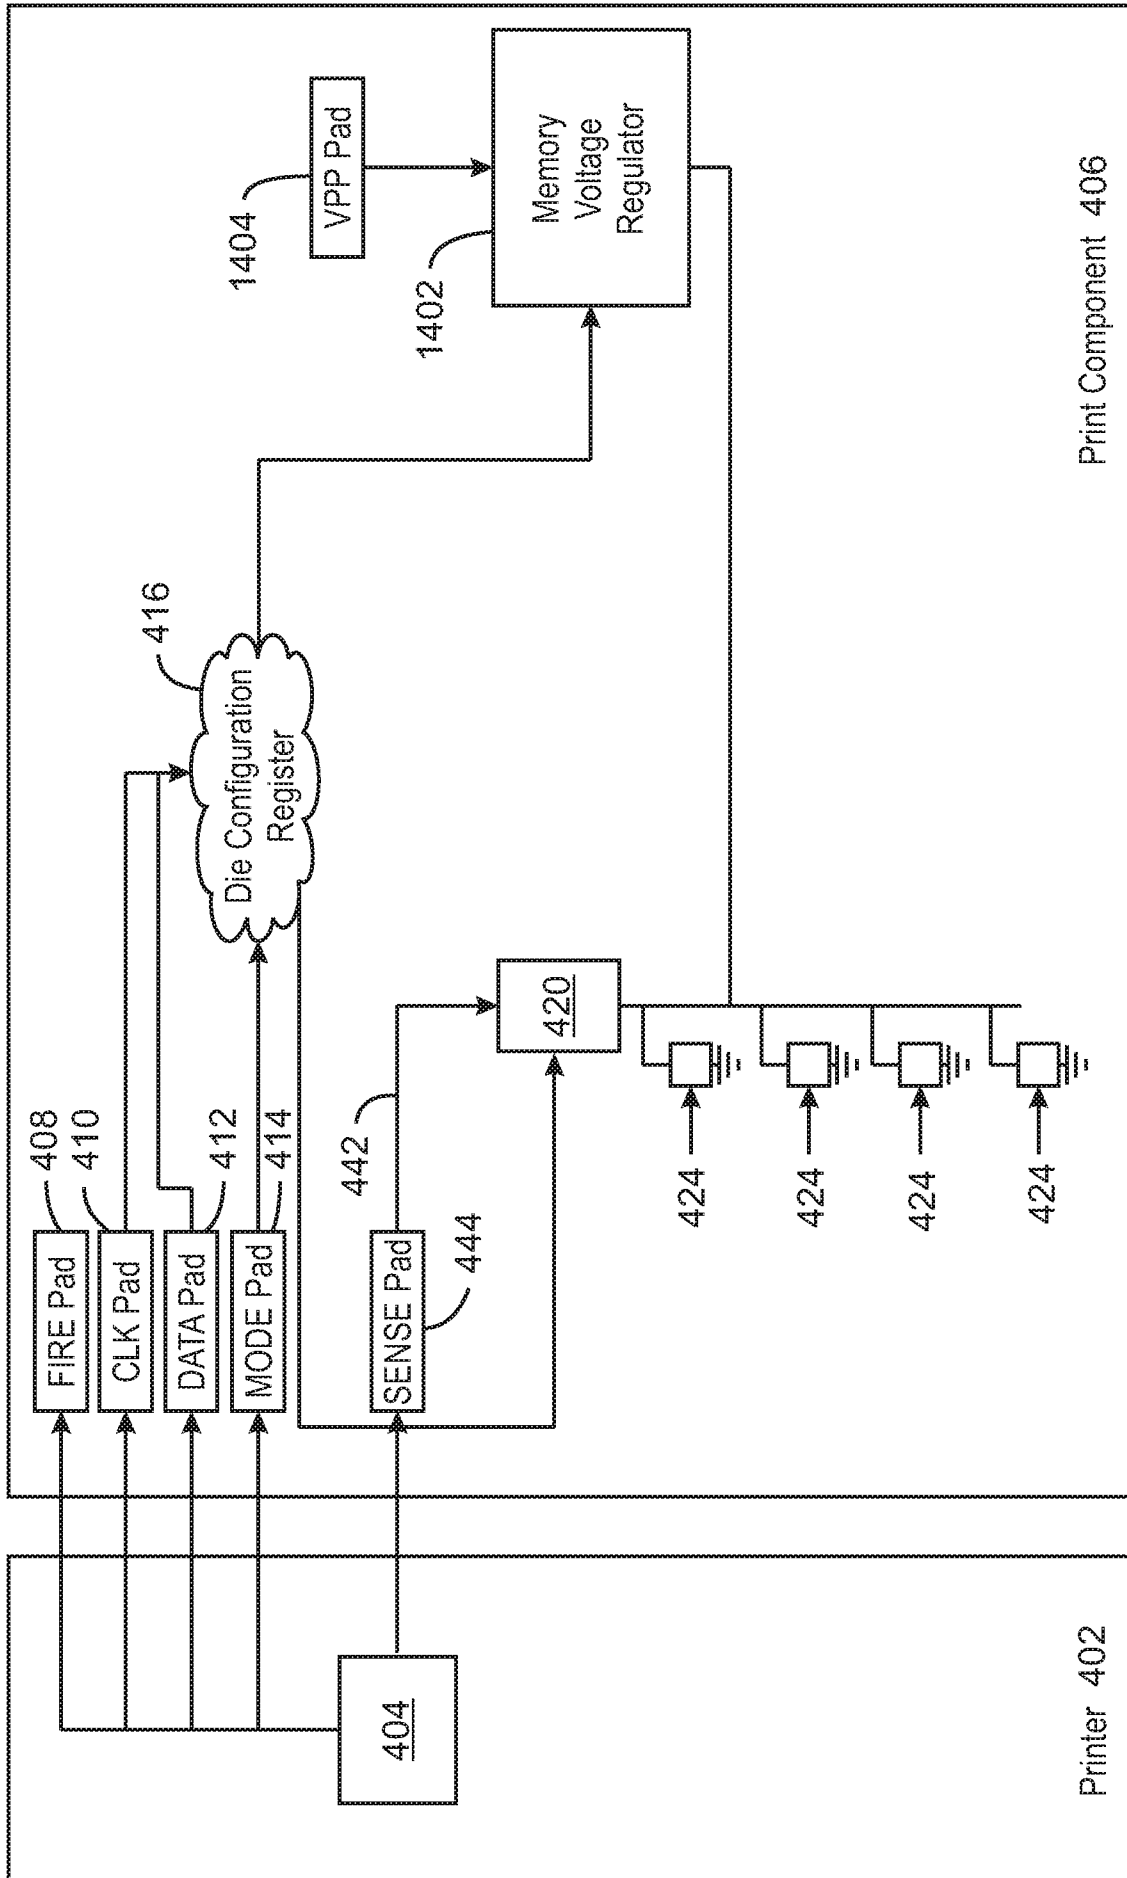 Printer 402
404
FIRE Pad
408
CLK Pad
410
DATA Pad
412
MODE Pad
414
SENSE Pad
444
442
Die Configuration
Register
416
420
424
424
424
424
VPP Pad
1404
Memory
Voltage
Regulator
1402
Print Component 406